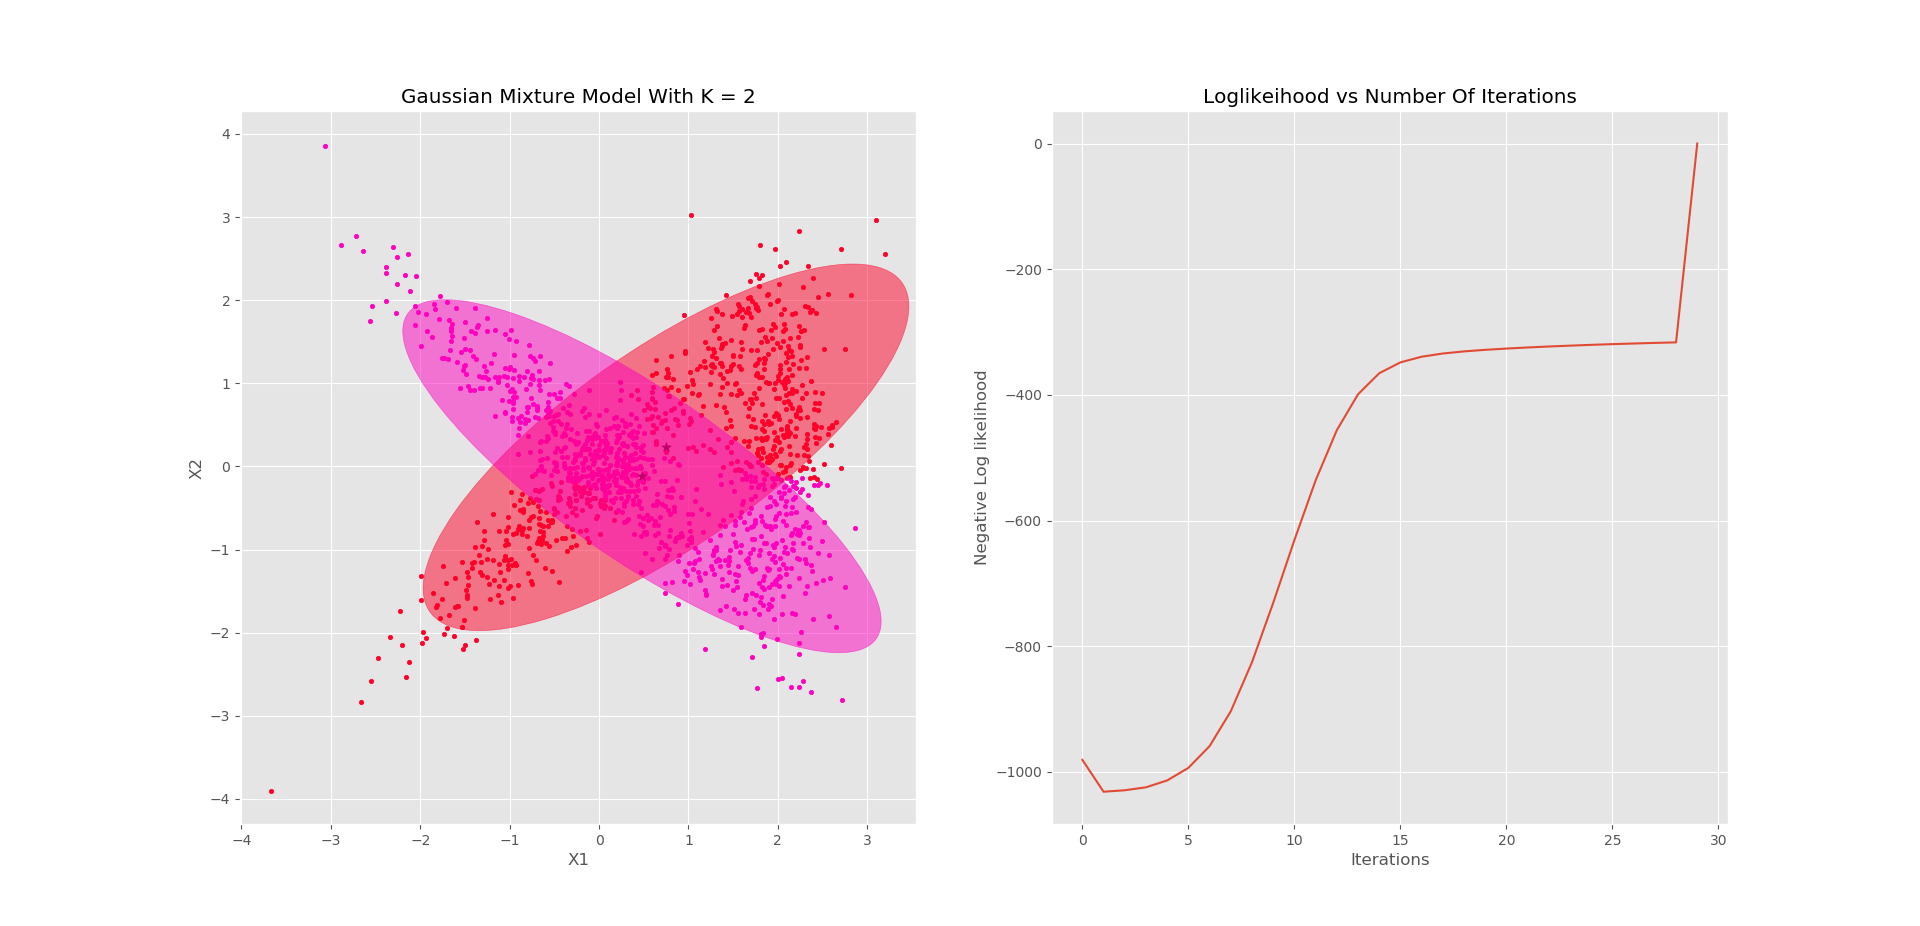 Gaussian Mixture Model With K = 2
4
3
2
1
0
−1
−2
−3
−4
X2
−4 −3 −2 −1 0 1 2 3
X1
Loglikeihood vs Number Of Iterations
0
−200
−400
−600
−800
−1000
Negative Log likelihood
0 5 10 15 20 25 30
Iterations